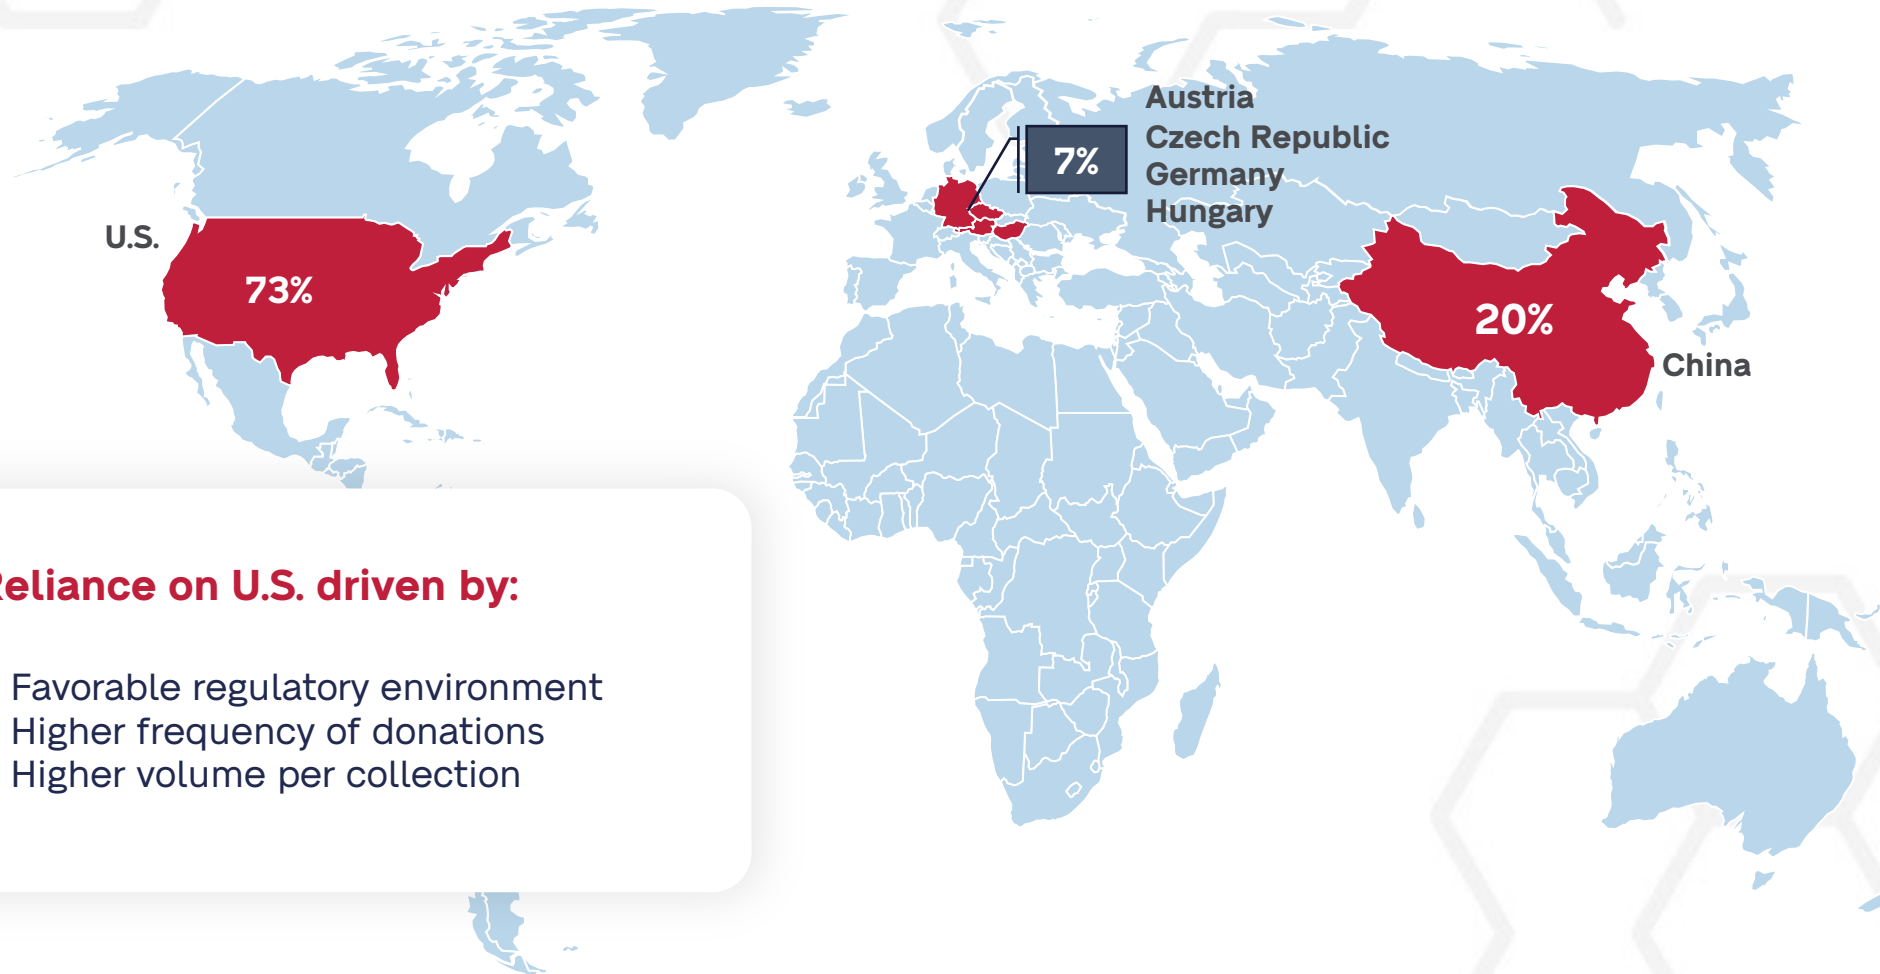 Austria
7%
Czech Republic
Germany
Hungary
U.S.
73%
20%
China
Reliance on U.S. driven by:
Favorable regulatory environment
Higher frequency of donations
Higher volume per collection